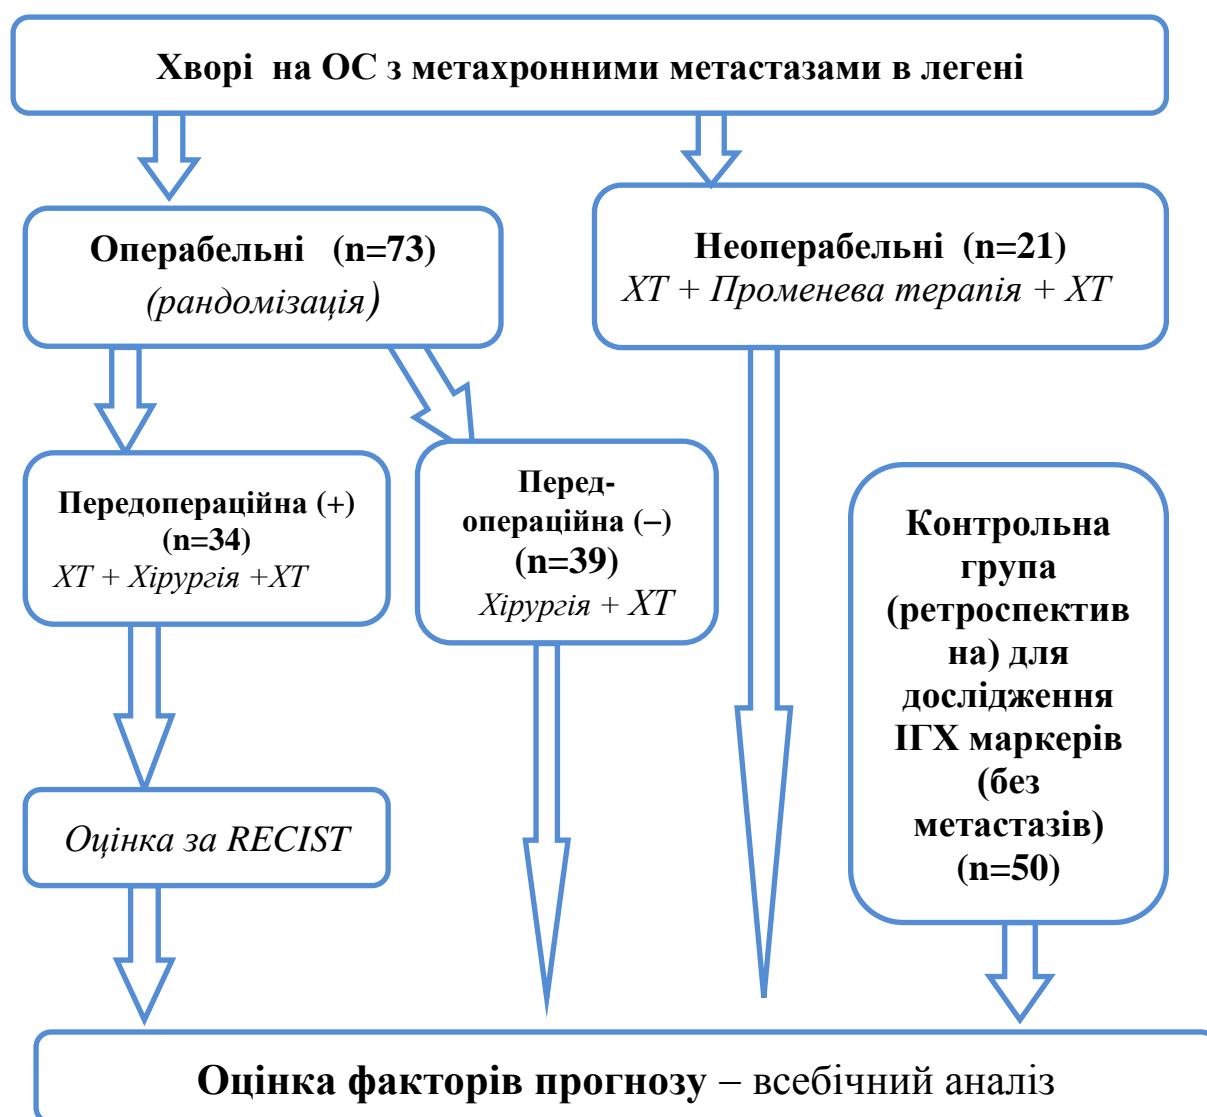 Хворі на ОС з метахронними метастазами в легені
Операбельні (n=73)
(рандомізація)
Неоперабельні (n=21)
ХТ + Променева терапія + ХТ
Передопераційна (+)
(n=34)
ХТ + Хірургія +ХТ
Перед-
операційна (–)
(n=39)
Хірургія + ХТ
Контрольна
група
(ретроспектив
на) для
дослідження
ІГХ маркерів
(без
метастазів)
(n=50)
Оцінка за RECIST
Оцінка факторів прогнозу – всебічний аналіз